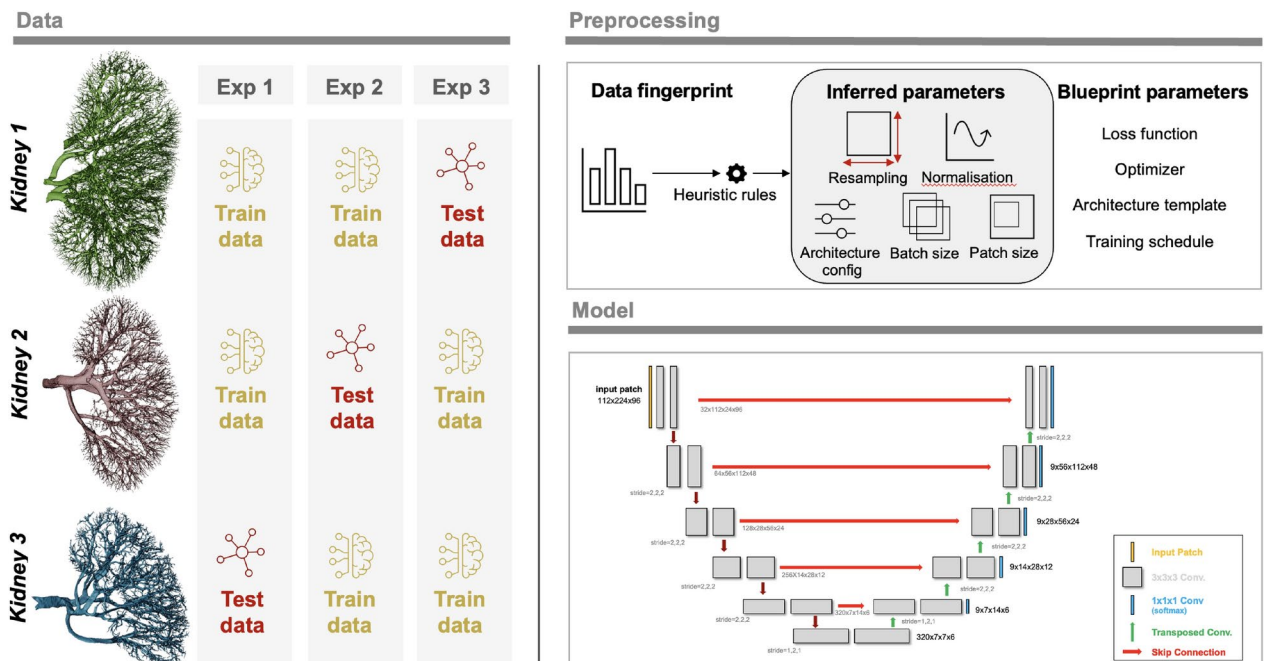 Data
Kidney 1
Kidney 2
Kidney 3
Exp 1
Exp 2
Exp 3
Train
data
Train
data
Test
data
Train
data
Test
data
Train
data
Test
data
Train
data
Train
data
Preprocessing
Data fingerprint
Heuristic rules
Inferred parameters
Resampling
Normalisation
Architecture
config
Batch size
Patch size
Blueprint parameters
Loss function
Optimizer
Architecture template
Training schedule
Model
input patch
112x224x96
32x112x24x96
stride=2,2,2
64x56x112x48
9x56x112x48
stride=2,2,2
stride=2,2,2
128x28x56x24
9x28x56x24
stride=2,2,2
stride=2,2,2
256X14x28x12
9x14x28x12
stride=2,2,2
stride=2,2,2
320x7x14x6
9x7x14x6
stride=2,2,2
stride=1,2,1
320x7x7x6
stride=1,2,1
Input Patch
3x3x3 Conv.
1x1x1 Conv
(softmax)
Transposed Conv.
Skip Connection